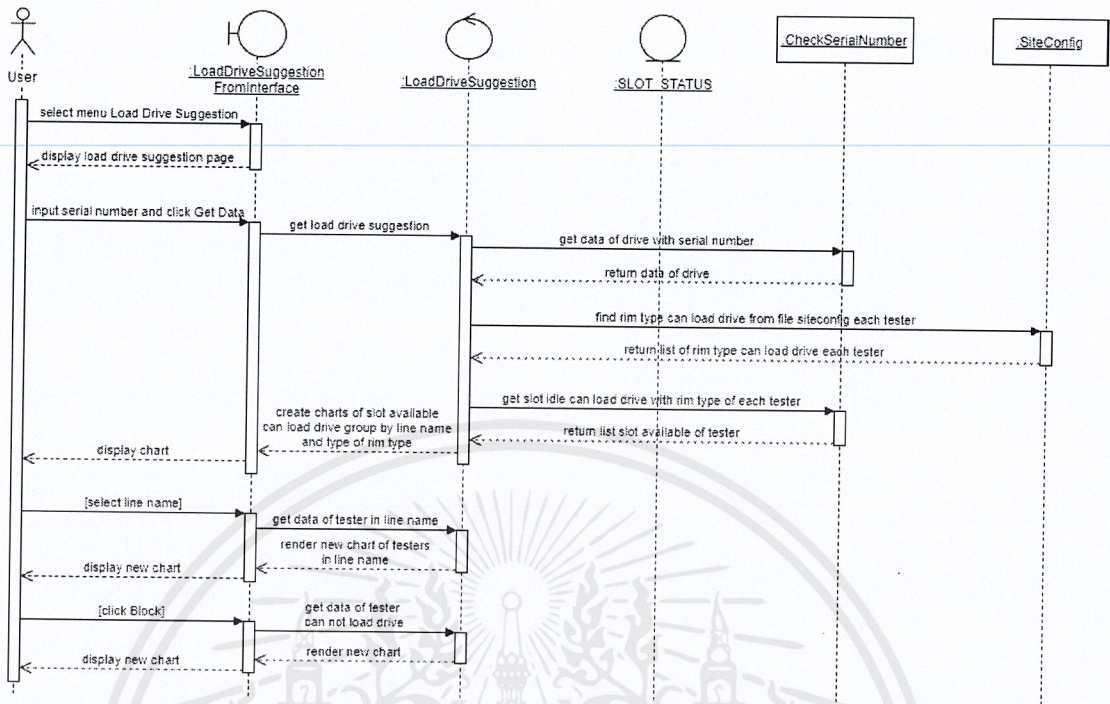 :CheckSerialNumber
:SiteConfig
User
:LoadDriveSuggestion
FromInterface
:LoadDriveSuggestion
:SLOT_STATUS
select menu Load Drive Suggestion
display load drive suggestion page
input serial number and click Get Data
get load drive suggestion
get data of drive with serial number
return data of drive
find rim type can load drive from file siteconfig each tester
return list of rim type can load drive each tester
get slot idle can load drive with rim type of each tester
create charts of slot available
can load drive group by line name
and type of rim type
return list slot available of tester
display chart
[select line name]
get data of tester in line name
render new chart of testers
in line name
display new chart
[click Block]
get data of tester
can not load drive
render new chart
display new chart